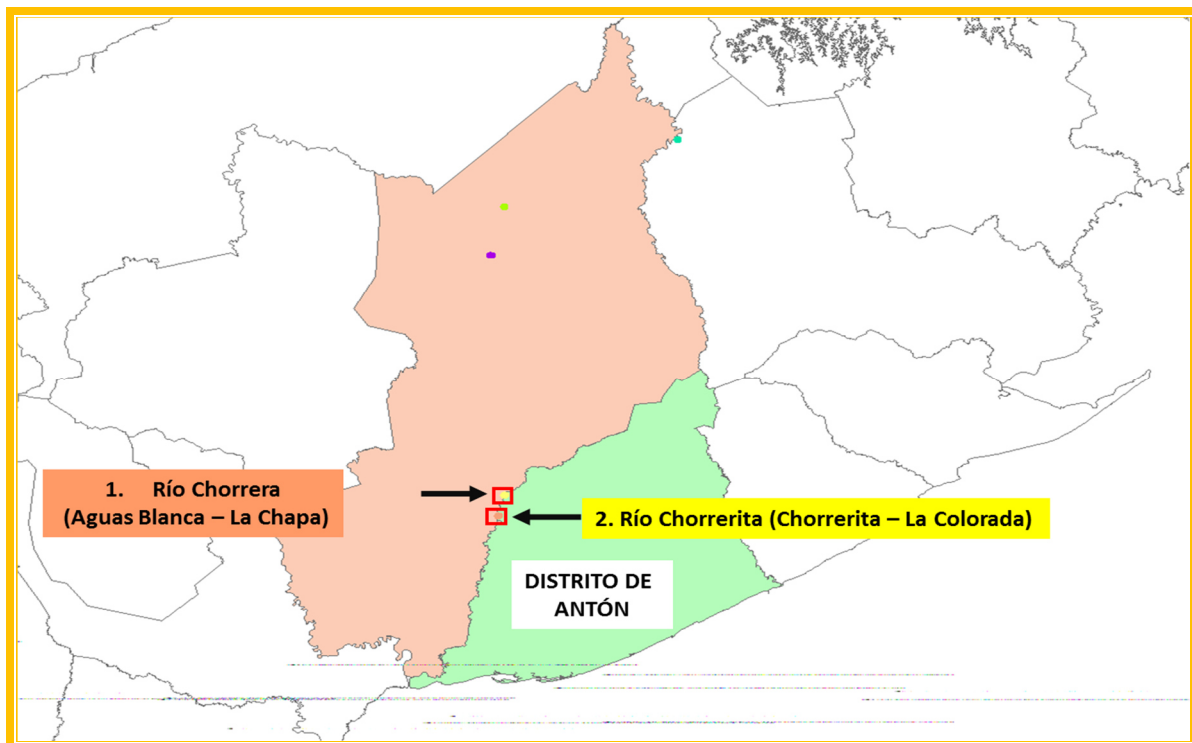 1. Río Chorrera
(Aguas Blanca – La Chapa)
2. Río Chorrerita (Chorrerita – La Colorada)
DISTRITO DE
ANTÓN